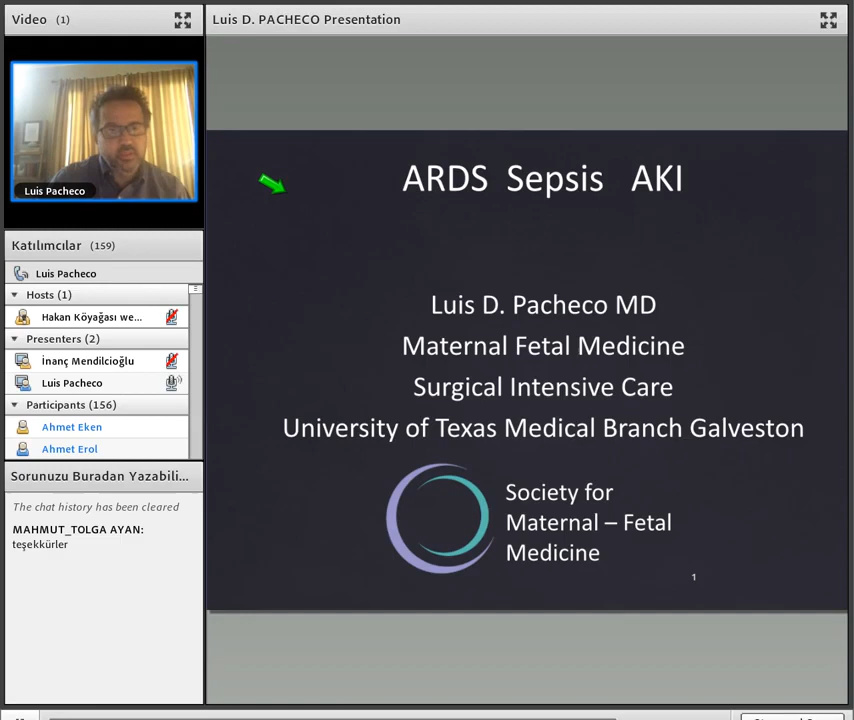 Video (1)
Luis Pacheco
Katılımcılar (159)
Luis Pacheco
Hosts (1)
Hakan Köyağası we...
Presenters (2)
İnanç Mendilcioğlu
Luis Pacheco
Participants (156)
Ahmet Eken
Ahmet Erol
Sorunuzu Buradan Yazabili...
The chat history has been cleared
MAHMUT_TOLGA AYAN:
teşekkürler
Luis D. PACHECO Presentation
ARDS Sepsis AKI
Luis D. Pacheco MD
Maternal Fetal Medicine
Surgical Intensive Care
University of Texas Medical Branch Galveston
Society for
Maternal – Fetal
Medicine
1